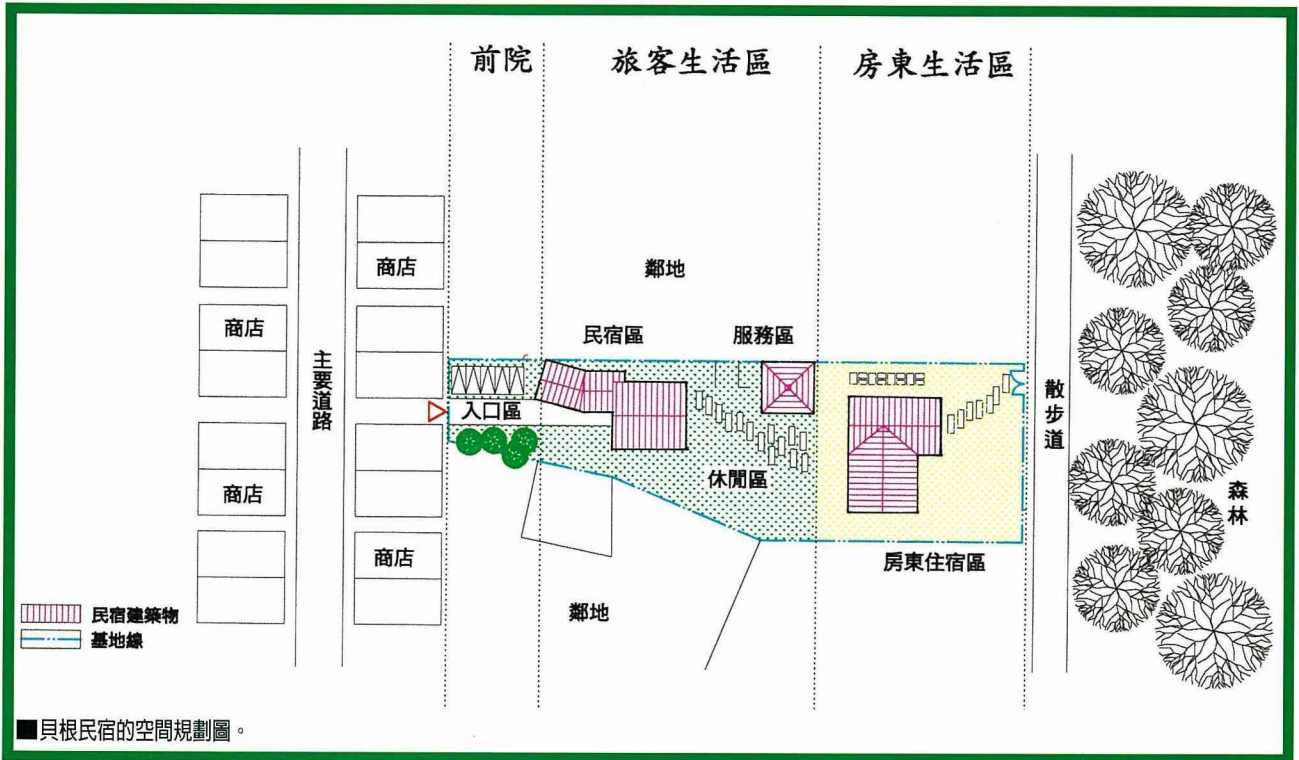 前院
旅客生活區
房東生活區
商店
商店
商店
商店
主要道路
鄰地
民宿區
服務區
入口區
休閒區
房東住宿區
鄰地
散步道
森林
民宿建築物
基地線
■貝根民宿的空間規劃圖。